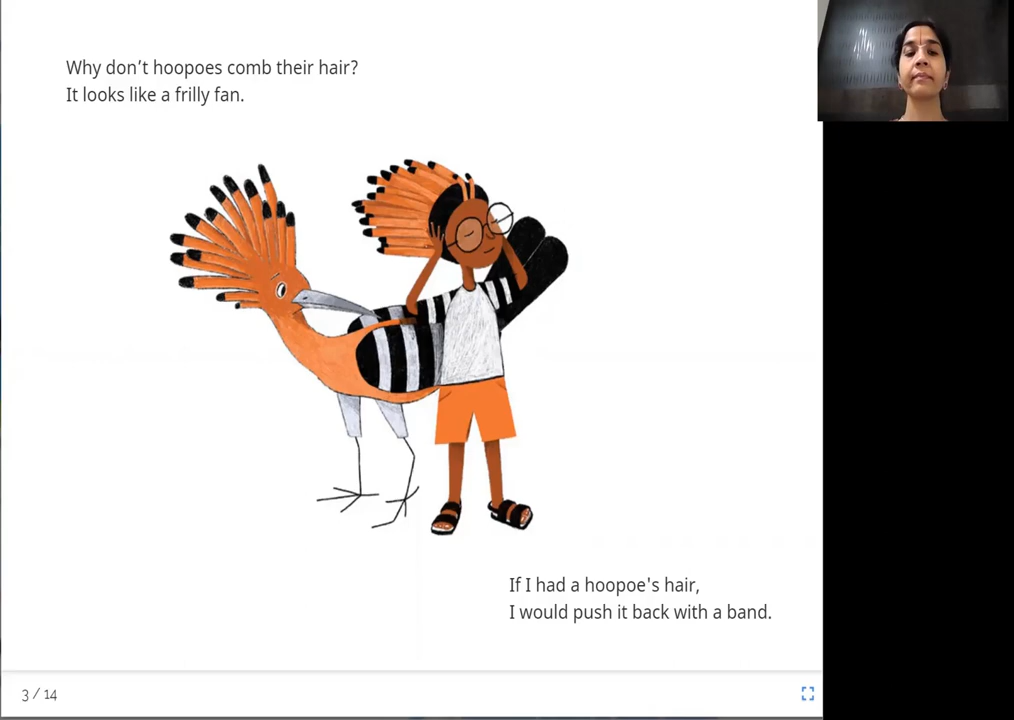 Why don’t hoopoes comb their hair?
It looks like a frilly fan.
If I had a hoopoe's hair,
I would push it back with a band.
3 / 14